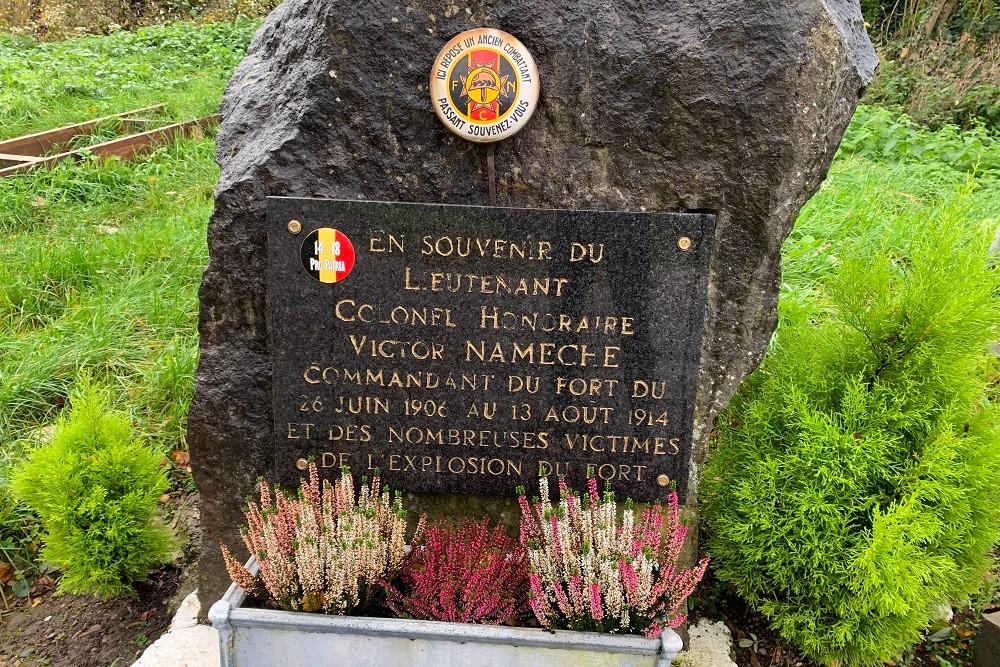 ICI REPOSE UN ANCIEN COMBATTANT
F N
C
PASSANT SOUVENEZ-VOUS
14 - 18
PRO PATRIA
EN SOUVENIR DU
LIEUTENANT
COLONEL HONORAIRE
VICTOR NAMECHE
COMMANDANT DU FORT DU
26 JUIN 1906 AU 13 AOUT 1914
ET DES NOMBREUSES VICTIMES
DE L'EXPLOSION DU FORT